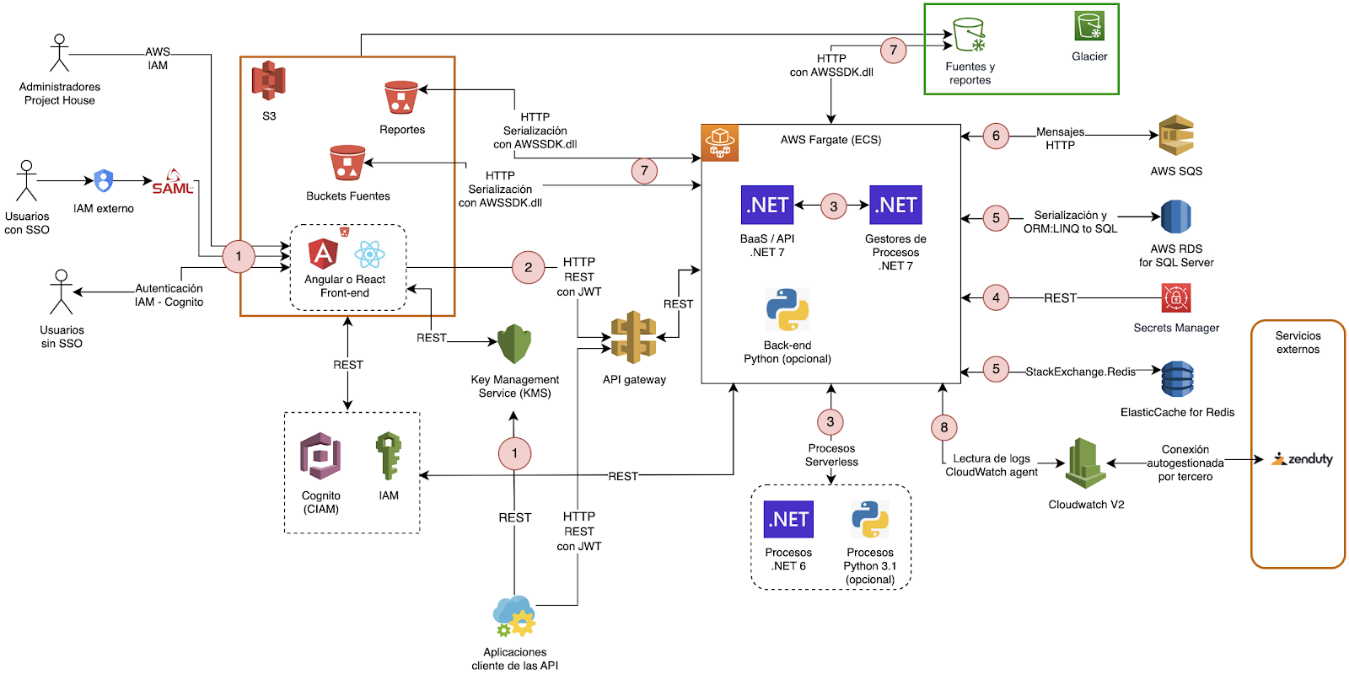 Administradores
Project House
AWS
IAM
Usuarios
con SSO
IAM externo
SAML
Usuarios
sin SSO
Autenticación
IAM - Cognito
1
S3
Reportes
Buckets Fuentes
Angular o React
Front-end
HTTP
Serialización
con AWSSDK.dll
HTTP
Serialización
con AWSSDK.dll
7
HTTP
con AWSSDK.dll
7
Fuentes y
reportes
Glacier
2
HTTP
REST
con JWT
REST
Key Management
Service (KMS)
API gateway
REST
REST
Cognito
(CIAM)
IAM
REST
1
REST
HTTP
REST
con JWT
Aplicaciones
cliente de las API
AWS Fargate (ECS)
.NET
3
.NET
BaaS / API
.NET 7
Gestores de
Procesos
.NET 7
Back-end
Python (opcional)
3
Procesos
Serverless
.NET
Procesos
.NET 6
Procesos
Python 3.1
(opcional)
6
Mensajes
HTTP
AWS SQS
5
Serialización y
ORM:LINQ to SQL
AWS RDS
for SQL Server
4
REST
Secrets Manager
5
StackExchange.Redis
ElasticCache for Redis
8
Lectura de logs
CloudWatch agent
Cloudwatch V2
Conexión
autogestionada
por tercero
Servicios
externos
zenduty